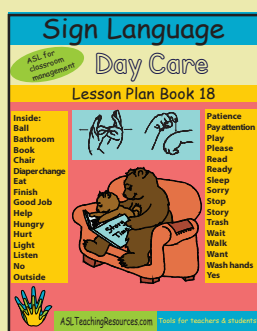 Sign Language
ASL for
classroom
management
Day Care
Lesson Plan Book 18
Inside:
Ball
Bathroom
Book
Chair
Diaper change
Eat
Finish
Good Job
Help
Hungry
Hurt
Light
Listen
No
Outside
Patience
Pay attention
Play
Please
Read
Ready
Sleep
Sorry
Stop
Story
Trash
Wait
Walk
Want
Wash hands
Yes
Story
Time
ASLTeachingResources.com
Tools for teachers & students